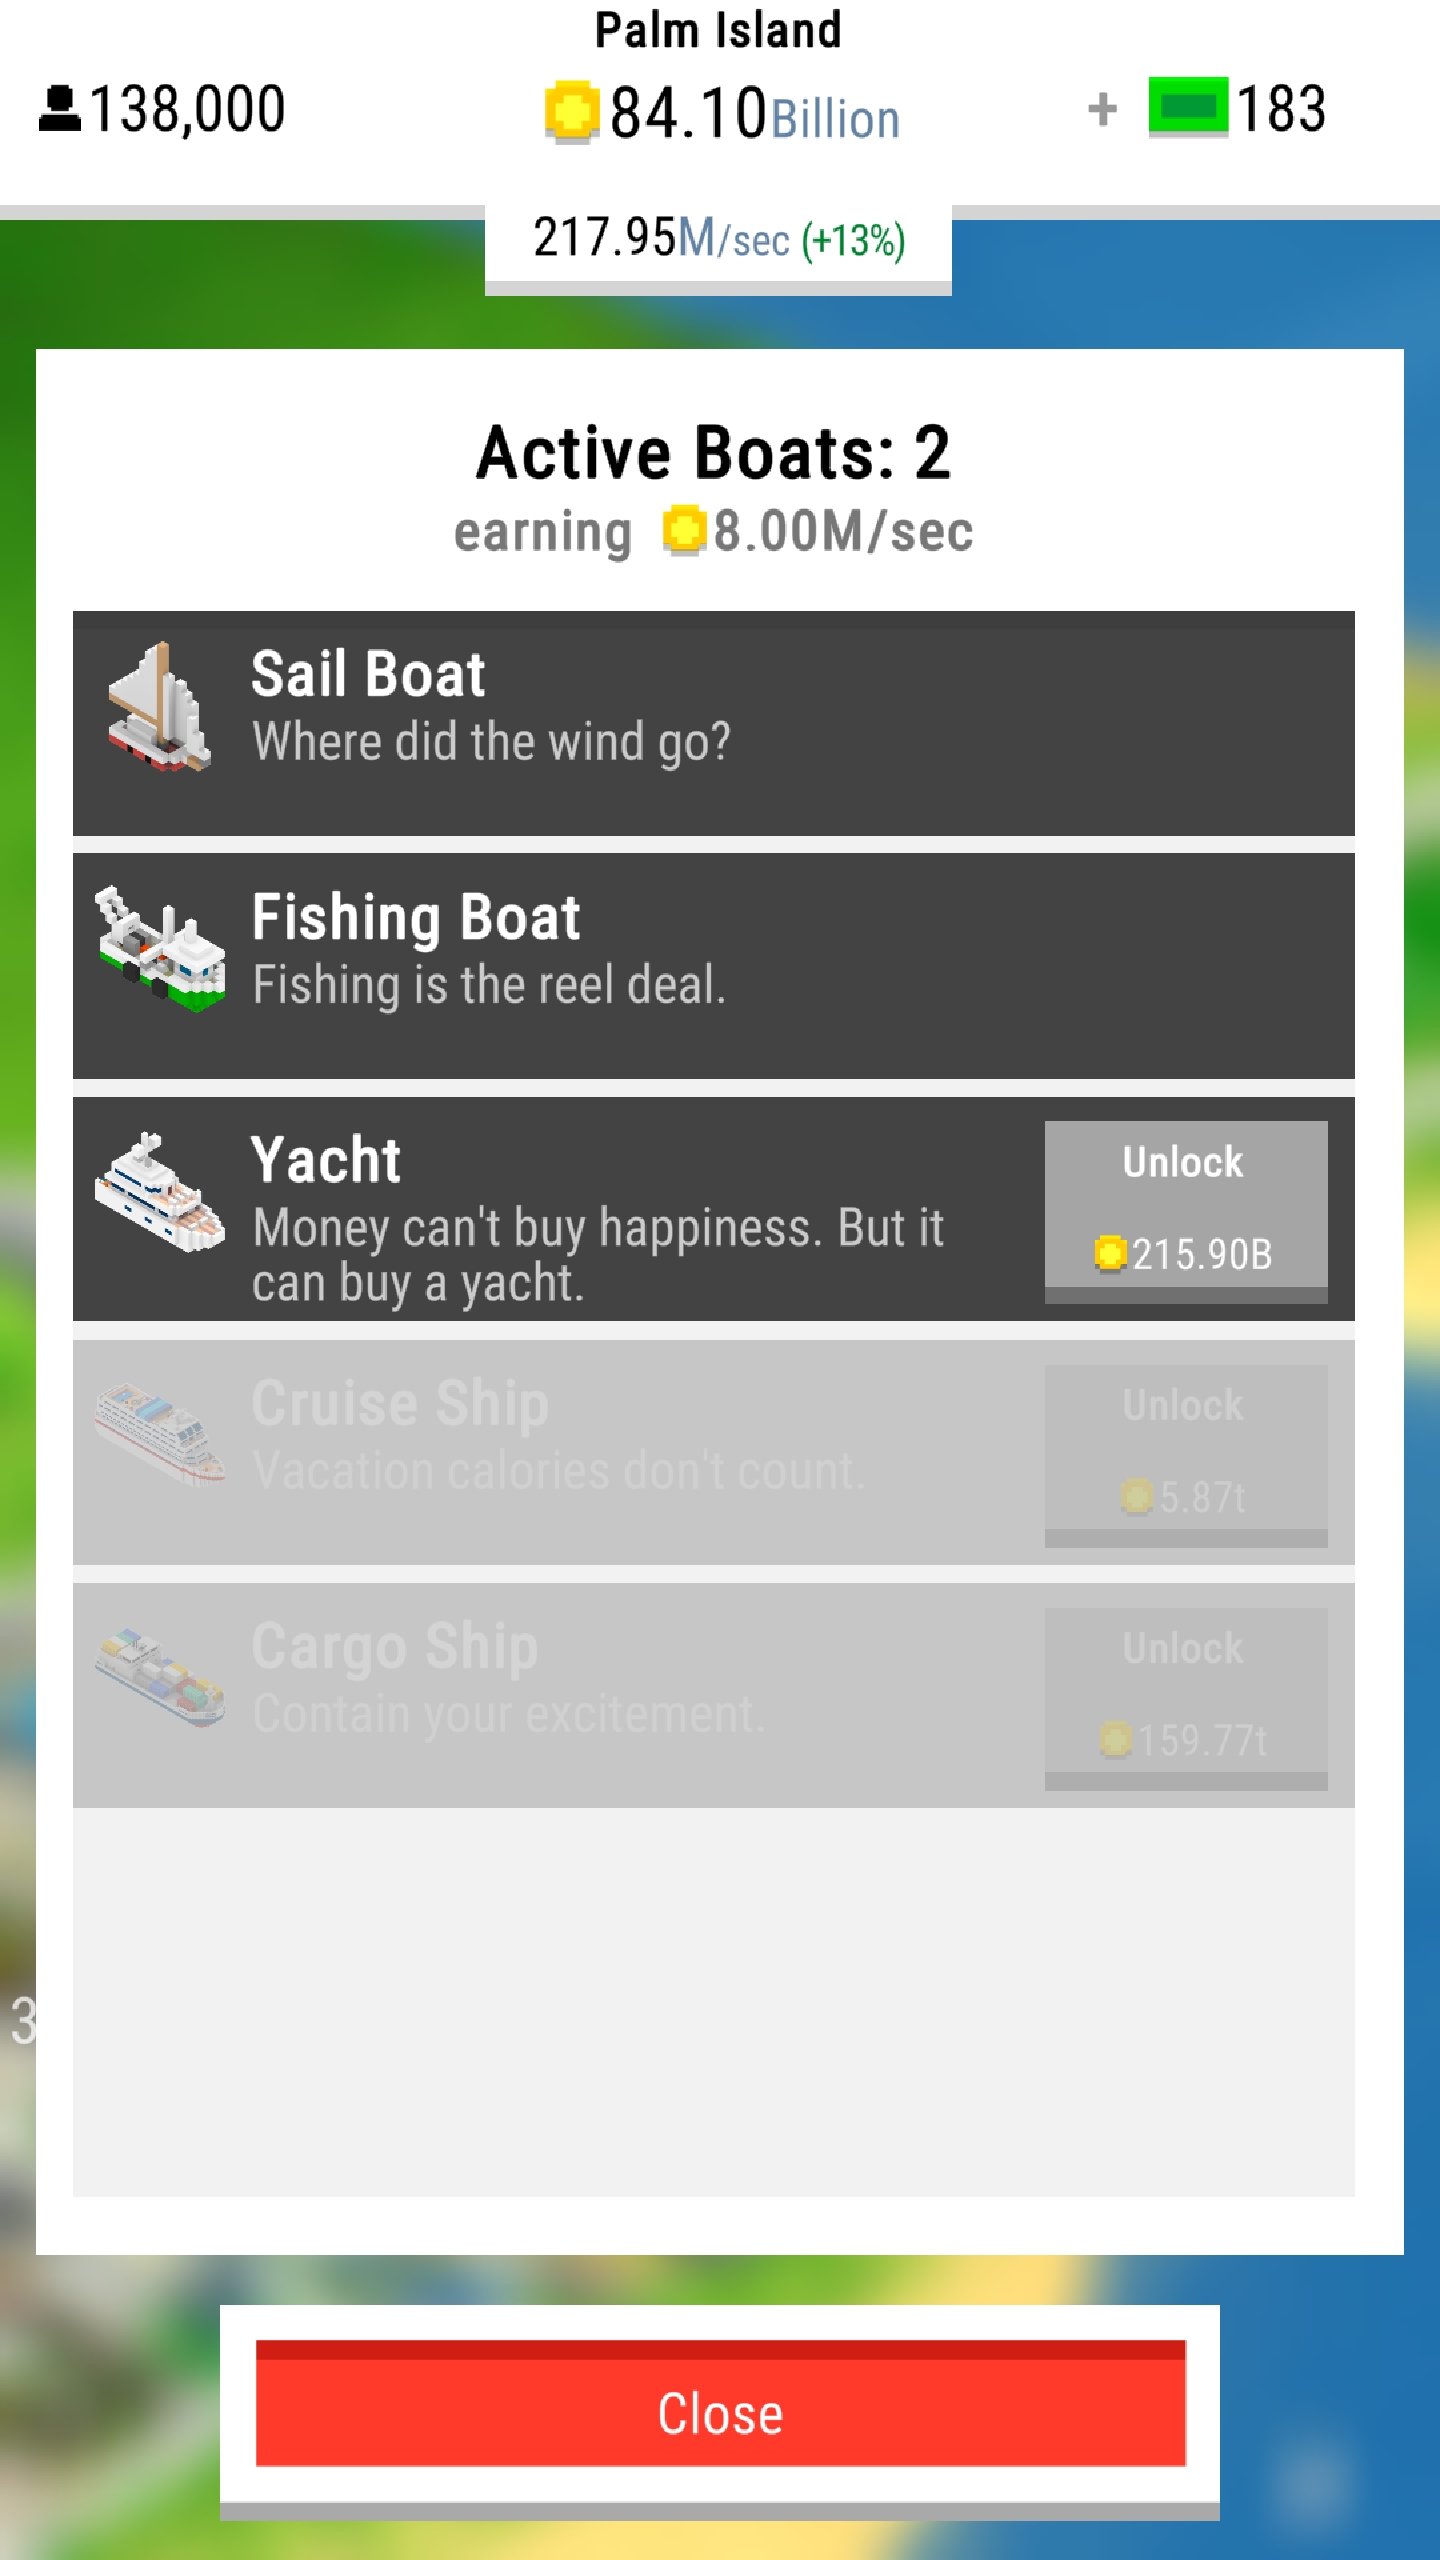 Palm Island
138,000
84.10Billion
+ 183
217.95M/sec (+13%)
Active Boats: 2
earning 8.00M/sec
Sail Boat
Where did the wind go?
Fishing Boat
Fishing is the reel deal.
Yacht
Money can't buy happiness. But it
can buy a yacht.
Unlock
215.90B
Cruise Ship
Vacation calories don't count.
Unlock
5.87t
Cargo Ship
Contain your excitement.
Unlock
159.77t
3
Close